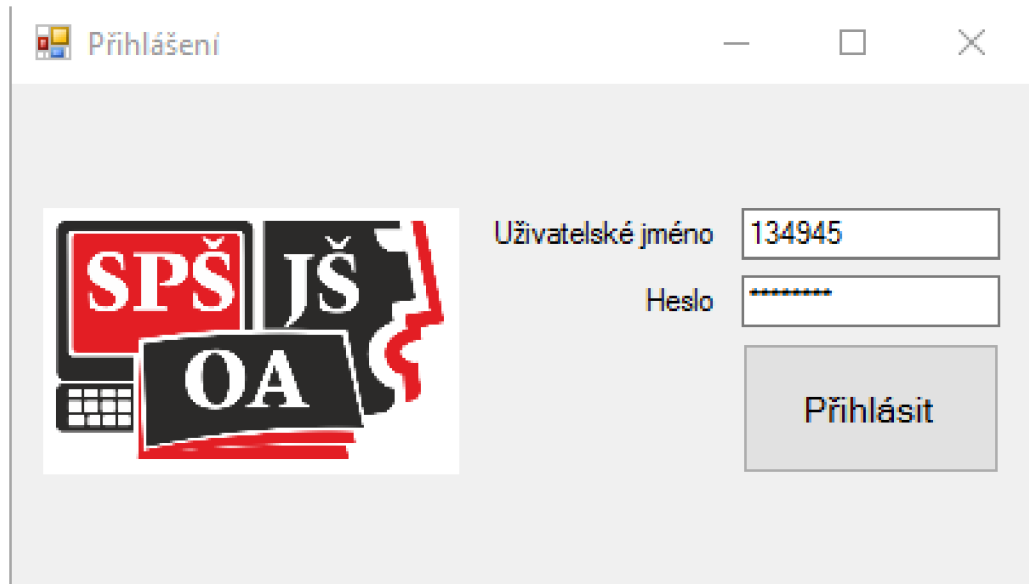 Přihlášení
SPŠ JŠ
OA
Uživatelské jméno 134945
Heslo ********
Přihlásit